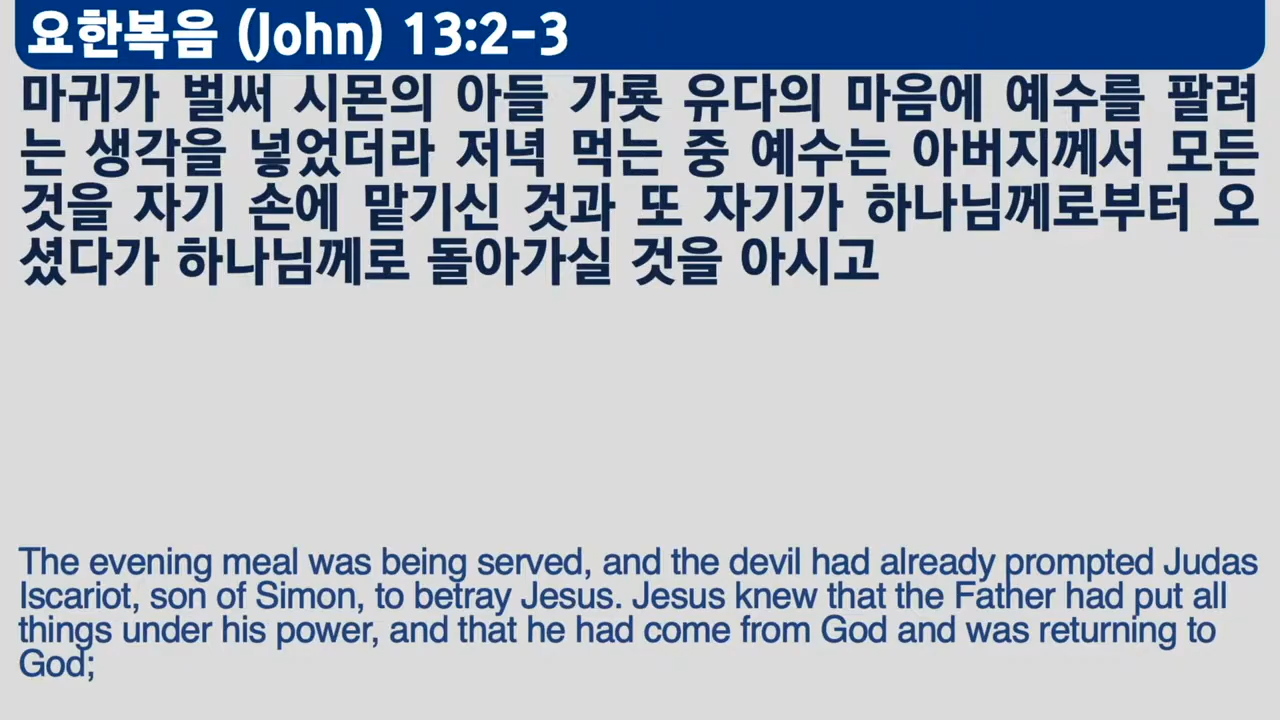 요한복음 (John) 13:2-3
마귀가 벌써 시몬의 아들 가룟 유다의 마음에 예수를 팔려
는 생각을 넣었더라 저녁 먹는 중 예수는 아버지께서 모든
것을 자기 손에 맡기신 것과 또 자기가 하나님께로부터 오
셨다가 하나님께로 돌아가실 것을 아시고
The evening meal was being served, and the devil had already prompted Judas
Iscariot, son of Simon, to betray Jesus. Jesus knew that the Father had put all
things under his power, and that he had come from God and was returning to
God;